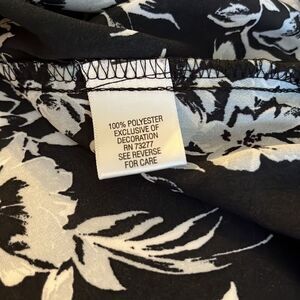 100% POLYESTER
EXCLUSIVE OF
DECORATION
RN 73277
SEE REVERSE
FOR CARE